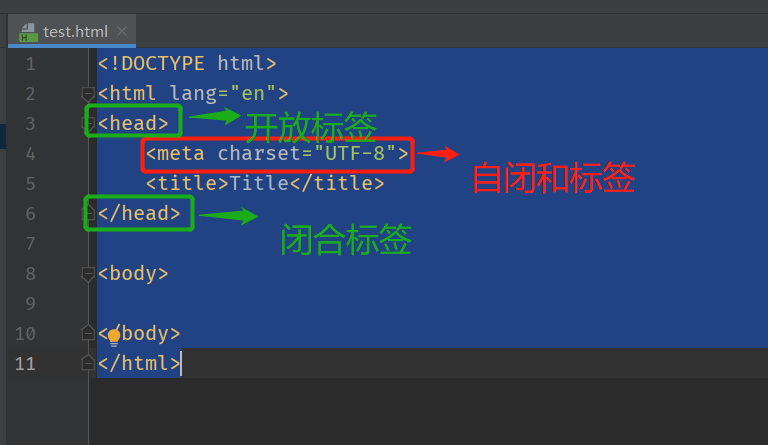 test.html
1 <!DOCTYPE html>
2 <html lang="en">
3 <head> 开放标签
4 <meta charset="UTF-8">
自闭和标签
5 <title>Title</title>
6 </head>
闭合标签
7
8 <body>
9
10 </body>
11 </html>